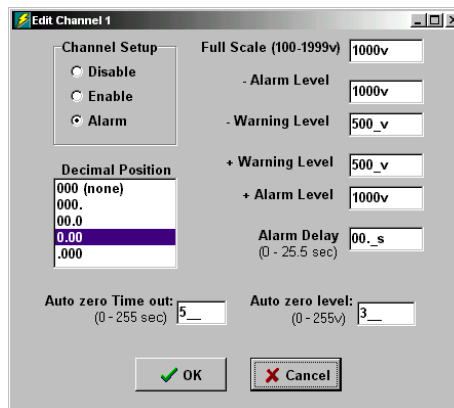 Edit Channel 1
Channel Setup
Disable
Enable
Alarm
Full Scale (100-1999v) 1000v
- Alarm Level 1000v
- Warning Level 500_v
+ Warning Level 500_v
+ Alarm Level 1000v
Alarm Delay 00._s
(0 - 25.5 sec)
Decimal Position
000 (none)
000.
00.0
0.00
.000
Auto zero Time out: 5__
(0 - 255 sec)
Auto zero level: 3__
(0 - 255v)
OK
Cancel